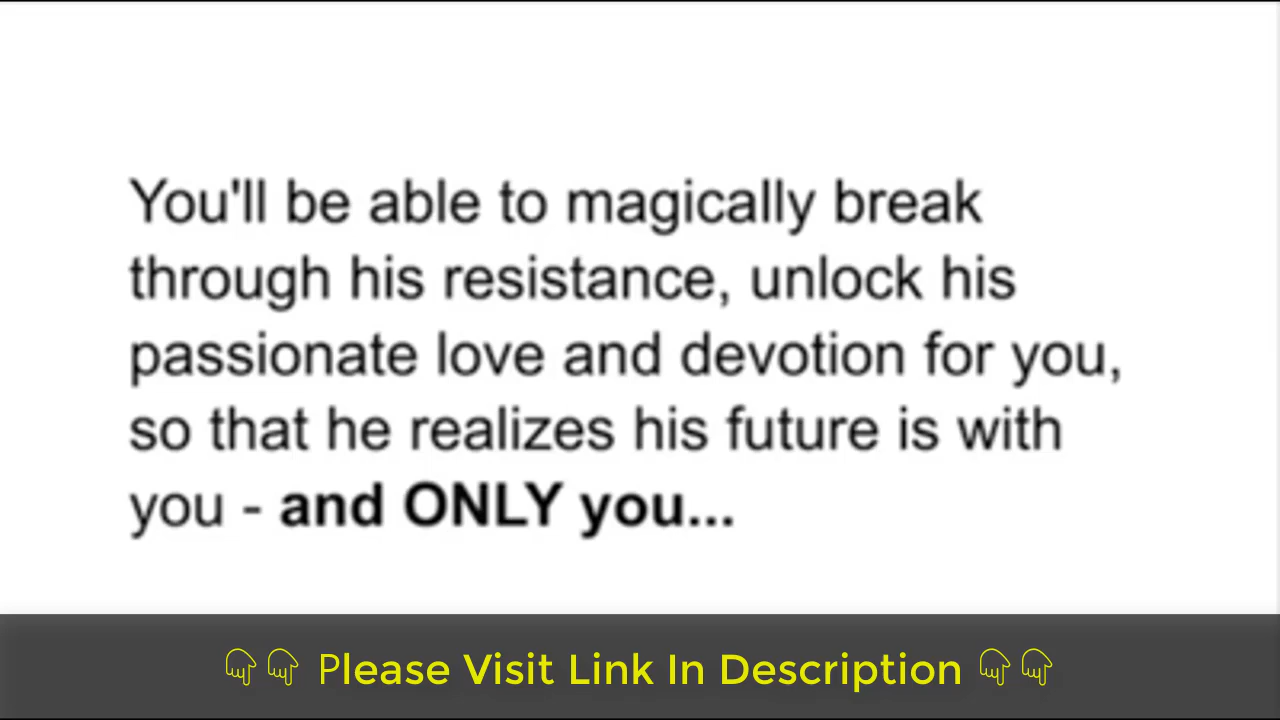 You'll be able to magically break
through his resistance, unlock his
passionate love and devotion for you,
so that he realizes his future is with
you - and ONLY you...
Please Visit Link In Description